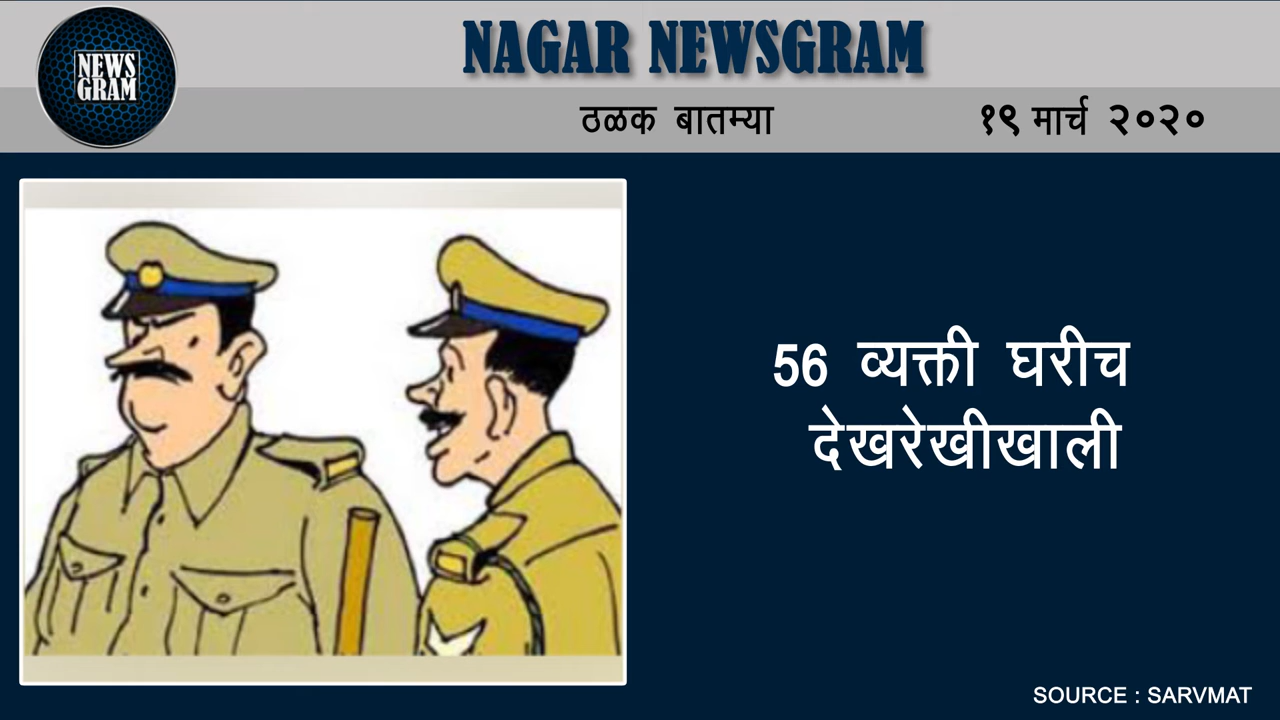 NEWS
GRAM
NAGAR NEWSGRAM
ठळक बातम्या
१९ मार्च २०२०
56 व्यक्ती घरीच
देखरेखीखाली
SOURCE : SARVMAT